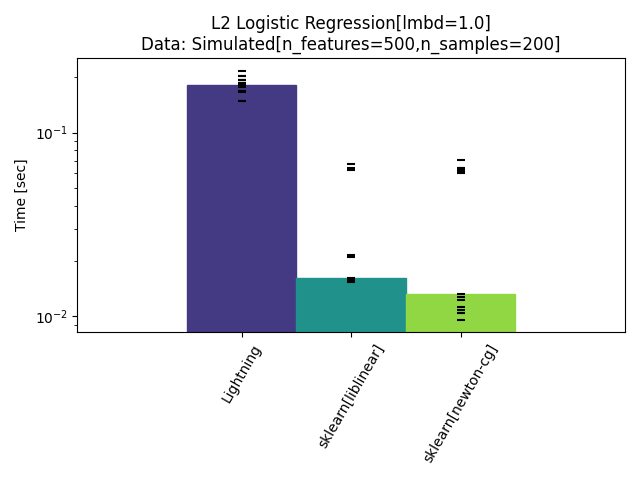 L2 Logistic Regression[lmbd=1.0]
Data: Simulated[n_features=500,n_samples=200]
Time [sec]
10⁻¹
10⁻²
Lightning
sklearn[liblinear]
sklearn[newton-cg]